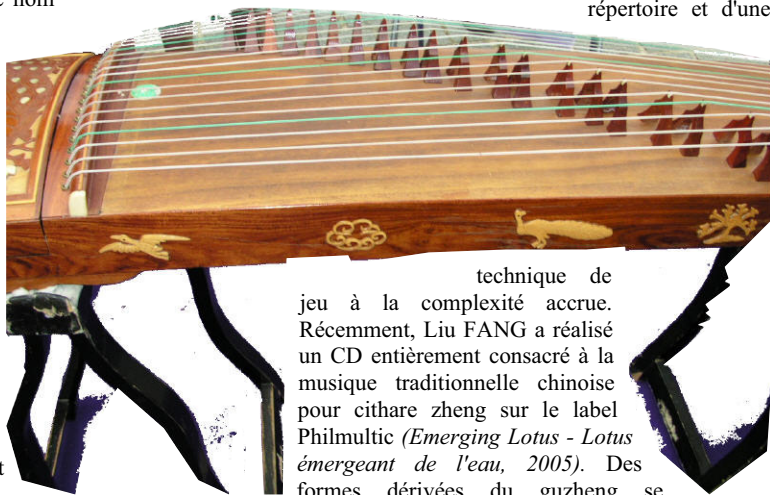 nom
répertoire et d'une
technique de
jeu à la complexité accrue.
Récemment, Liu FANG a réalisé
un CD entièrement consacré à la
musique traditionnelle chinoise
pour cithare zheng sur le label
Philmultic (Emerging Lotus - Lotus
émergeant de l'eau, 2005). Des
formes dérivées du guzheng se